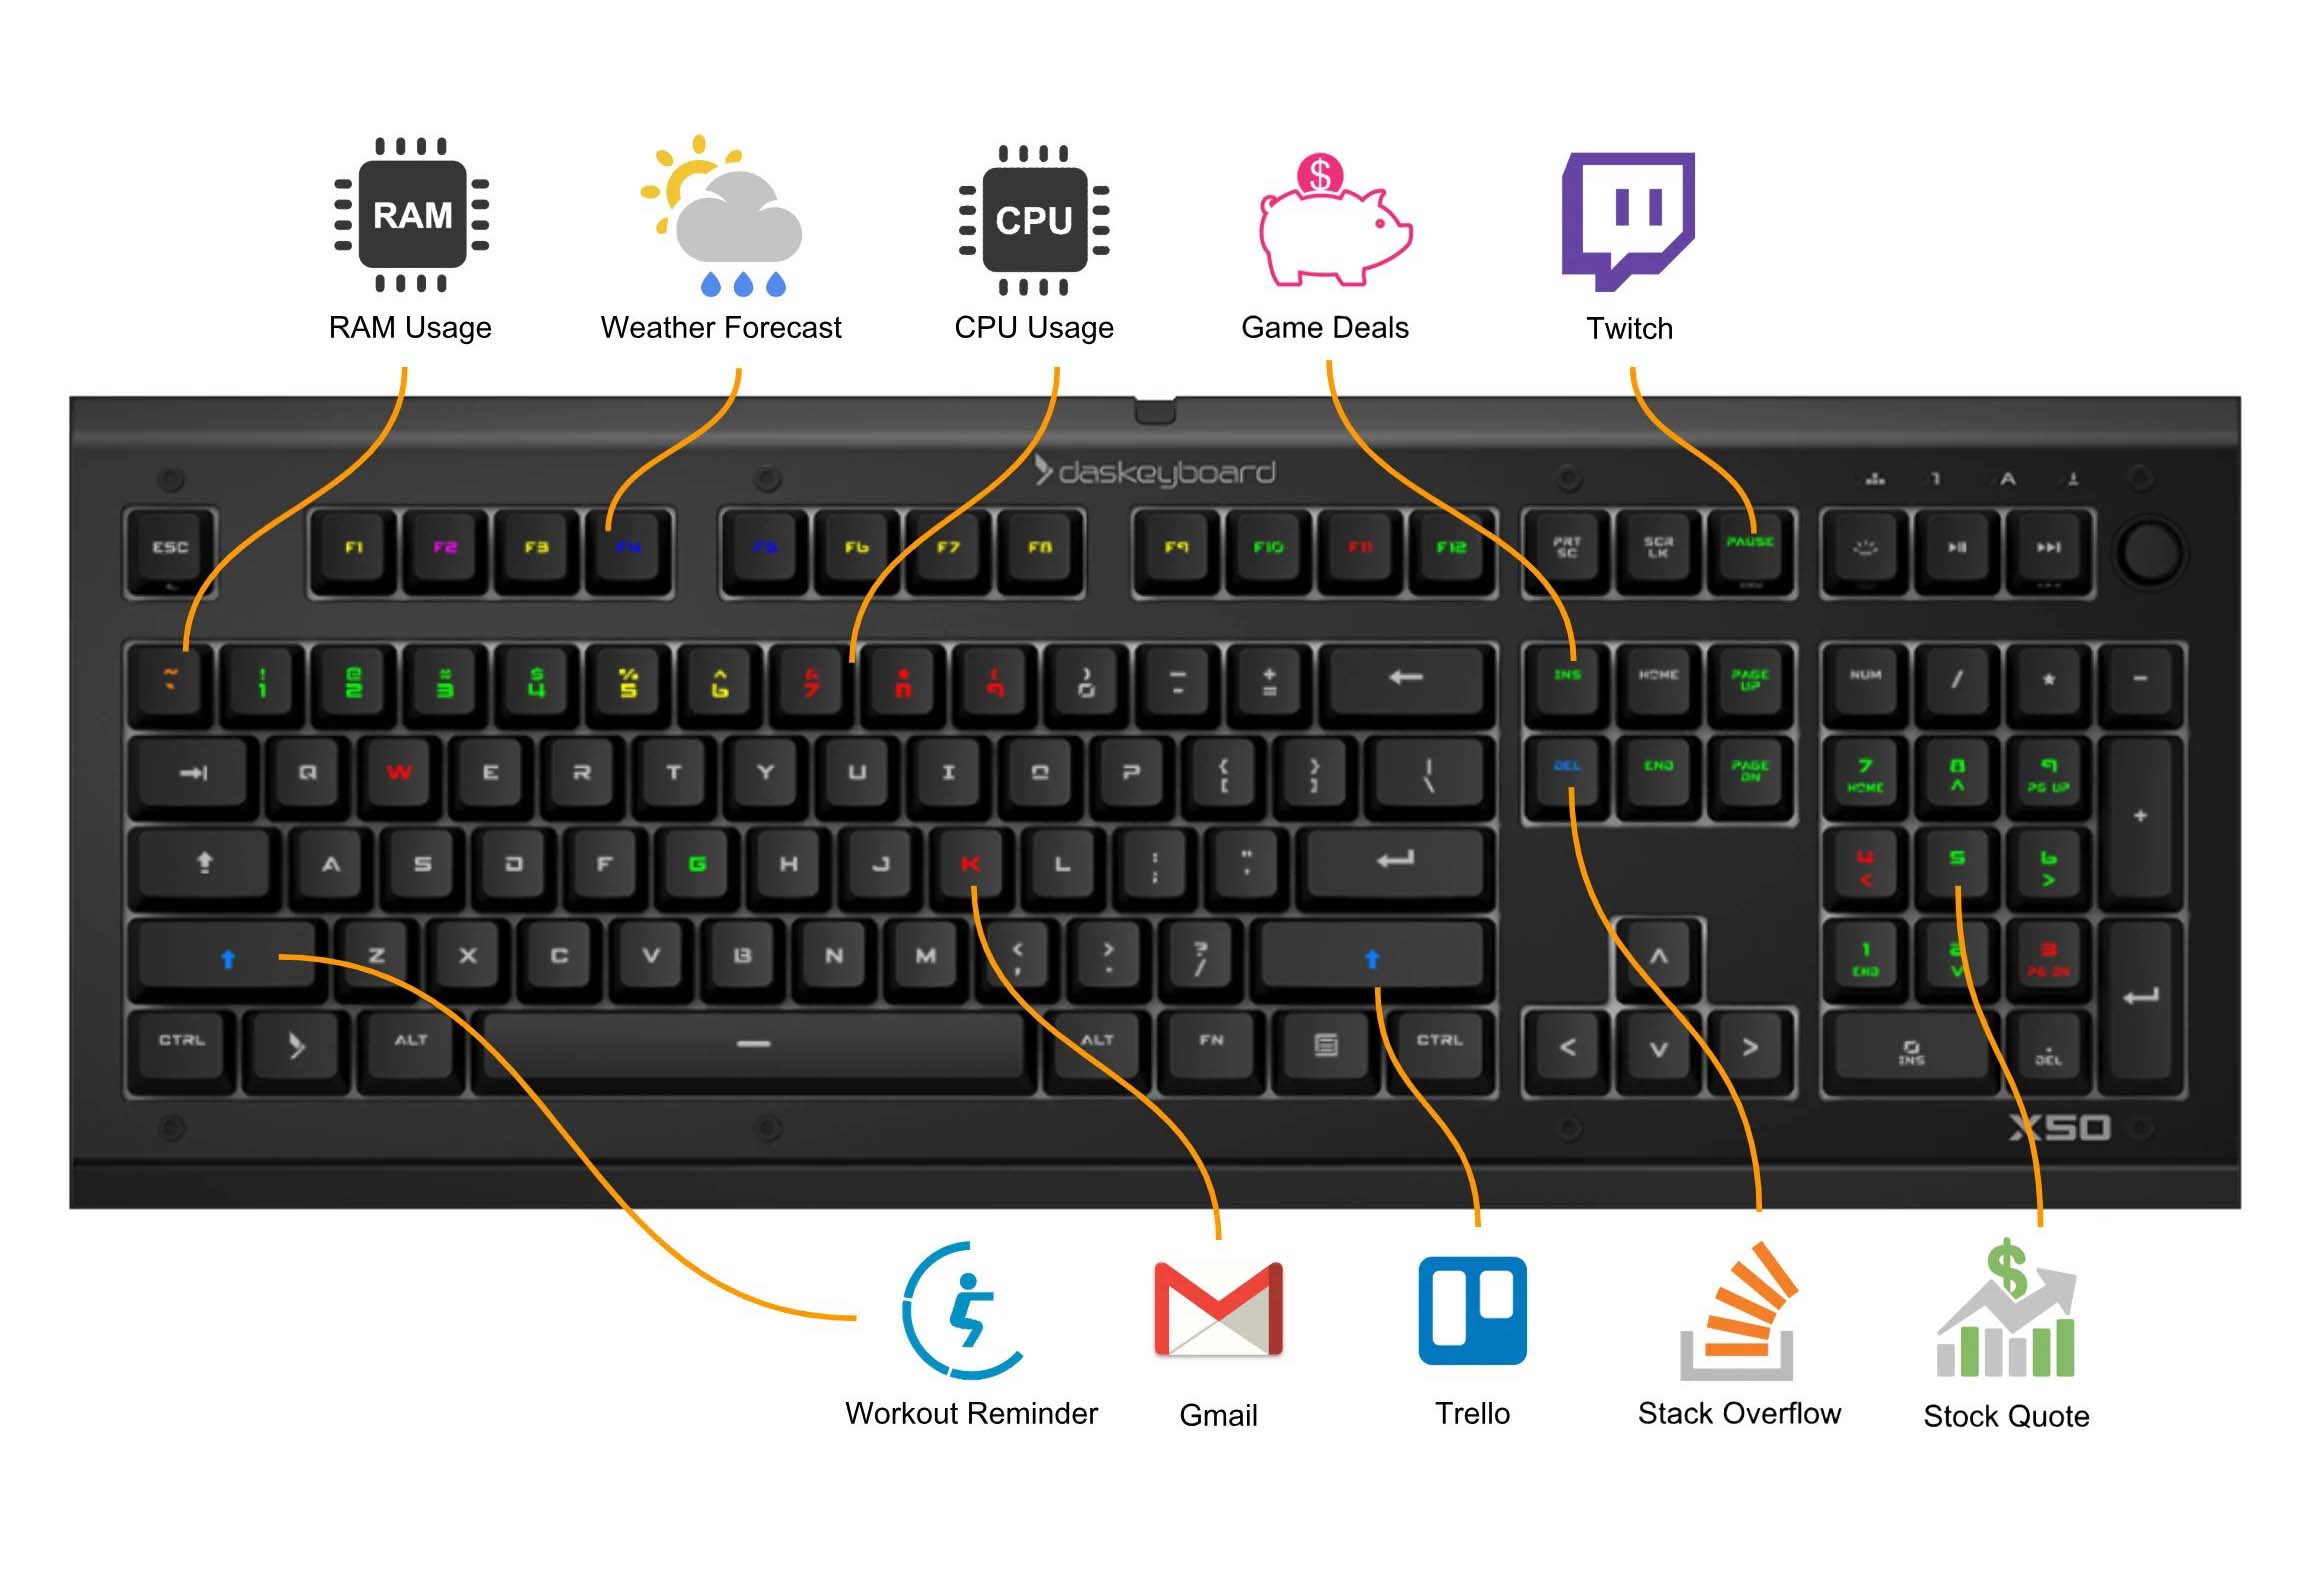 RAM
CPU
$
RAM Usage
Weather Forecast
CPU Usage
Game Deals
Twitch
daskeyboard
1 A
ESC F1 F2 F3 F4 F5 F6 F7 F8 F9 F10 F11 F12 PRT SC SCR LK PAUSE
~ ` ! 1 @ 2 # 3 $ 4 % 5 ^ 6 & 7 * 8 ( 9 ) 0 _ - + = INS HOME PAGE UP NUM / * -
Q W E R T Y U I O P { [ } ] | \ DEL END PAGE DN 7 HOME 8 ^ 9 PG UP +
A S D F G H J K L : ; " ' 4 < 5 6 >
Z X C V B N M < , > . ? / ^ 1 END 2 v 3 PG DN
CTRL ALT ALT FN CTRL < v > 0 INS . DEL
X50
$
Workout Reminder
Gmail
Trello
Stack Overflow
Stock Quote